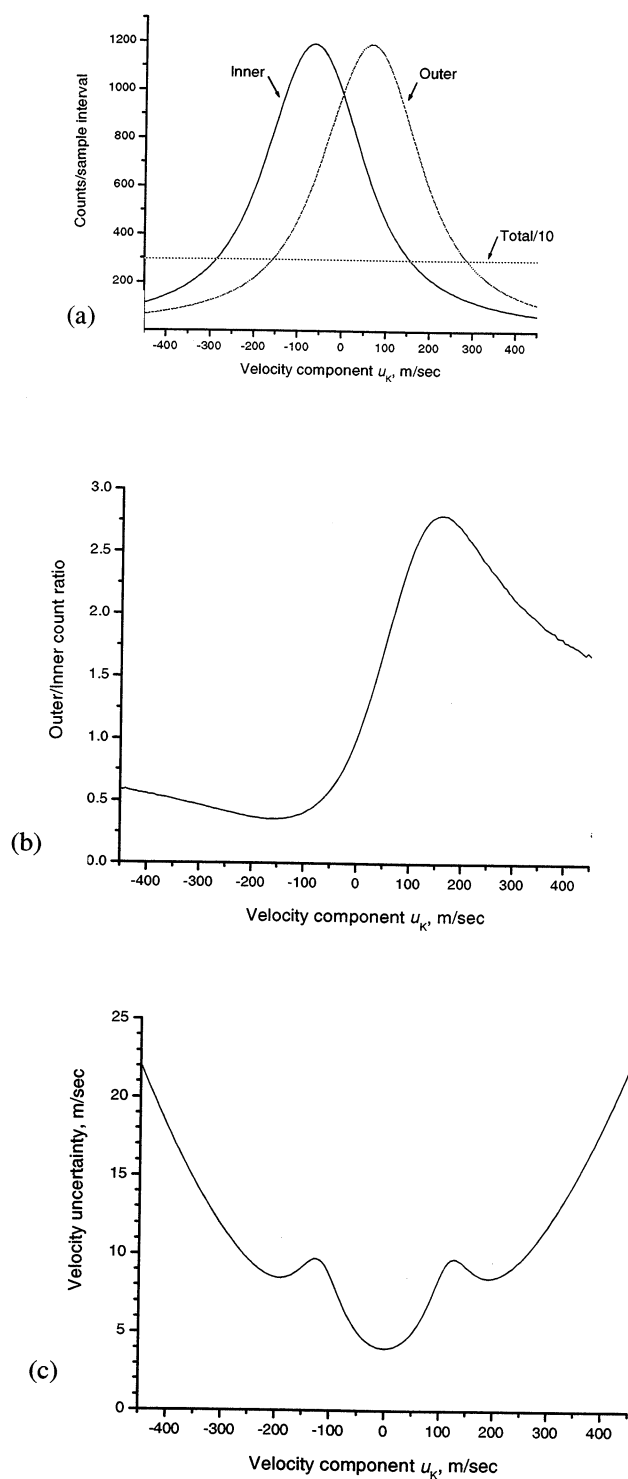 1200
1000
800
600
400
200
Counts/sample interval
Inner
Outer
Total/10
(a)
-400 -300 -200 -100 0 100 200 300 400
Velocity component uK, m/sec
3.0
2.5
2.0
1.5
1.0
0.5
0.0
Outer/Inner count ratio
(b)
-400 -300 -200 -100 0 100 200 300 400
Velocity component uK, m/sec
25
20
15
10
5
0
Velocity uncertainty, m/sec
(c)
-400 -300 -200 -100 0 100 200 300 400
Velocity component uK, m/sec